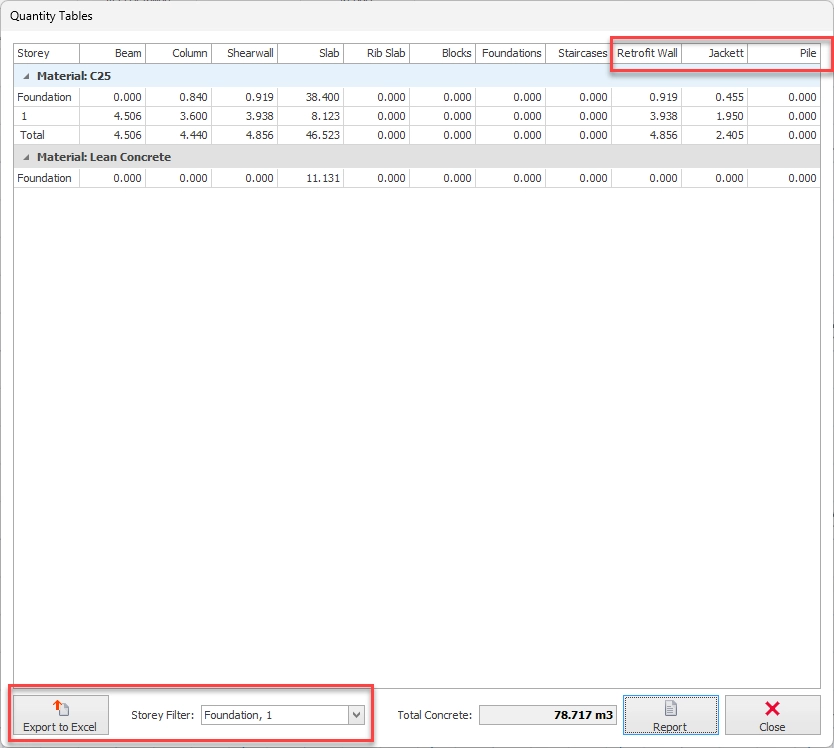 Quantity Tables
Storey Beam Column Shearwall Slab Rib Slab Blocks Foundations Staircases Retrofit Wall Jackett Pile
Material: C25
Foundation 0.000 0.840 0.919 38.400 0.000 0.000 0.000 0.000 0.919 0.455 0.000
1 4.506 3.600 3.938 8.123 0.000 0.000 0.000 0.000 3.938 1.950 0.000
Total 4.506 4.440 4.856 46.523 0.000 0.000 0.000 0.000 4.856 2.405 0.000
Material: Lean Concrete
Foundation 0.000 0.000 0.000 11.131 0.000 0.000 0.000 0.000 0.000 0.000 0.000
Export to Excel Storey Filter: Foundation, 1 Total Concrete: 78.717 m3 Report Close